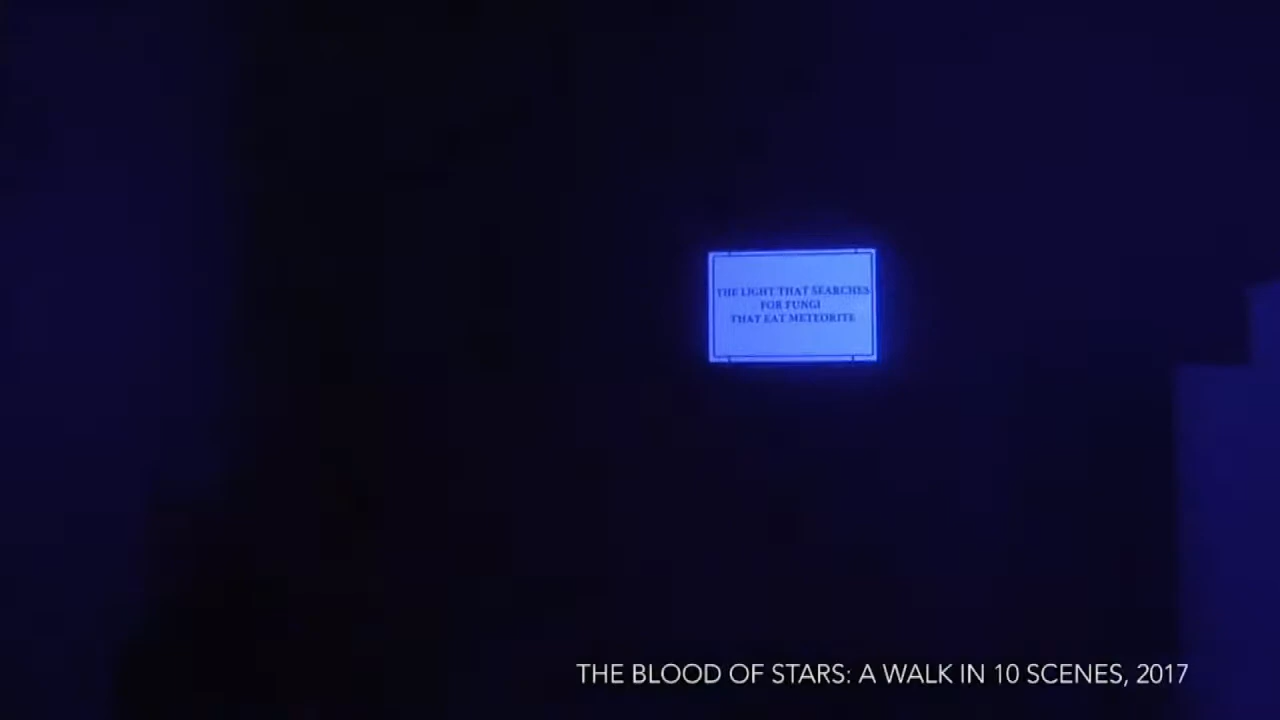 THE LIGHT THAT SEARCHES
FOR FUNGI
THAT EAT METEORITE
THE BLOOD OF STARS: A WALK IN 10 SCENES, 2017